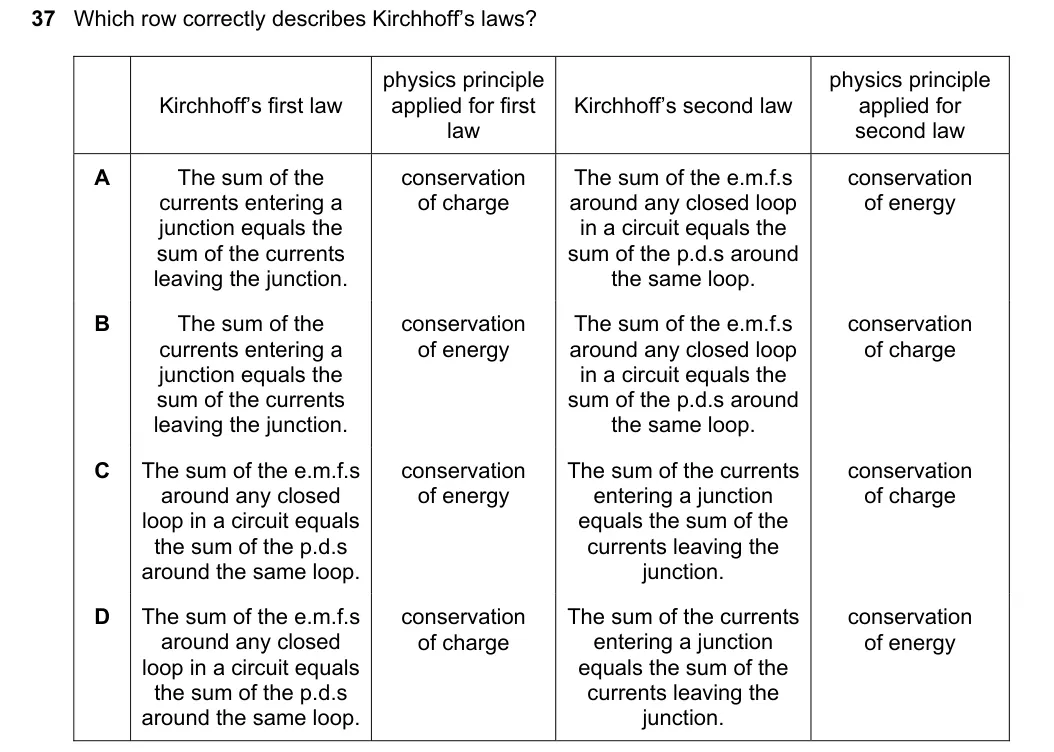 37 Which row correctly describes Kirchhoff's laws?
Kirchhoff's first law
physics principle
applied for first
law
Kirchhoff's second law
physics principle
applied for
second law
A
The sum of the
currents entering a
junction equals the
sum of the currents
leaving the junction.
conservation
of charge
The sum of the e.m.f.s
around any closed loop
in a circuit equals the
sum of the p.d.s around
the same loop.
conservation
of energy
B
The sum of the
currents entering a
junction equals the
sum of the currents
leaving the junction.
conservation
of energy
The sum of the e.m.f.s
around any closed loop
in a circuit equals the
sum of the p.d.s around
the same loop.
conservation
of charge
C
The sum of the e.m.f.s
around any closed
loop in a circuit equals
the sum of the p.d.s
around the same loop.
conservation
of energy
The sum of the currents
entering a junction
equals the sum of the
currents leaving the
junction.
conservation
of charge
D
The sum of the e.m.f.s
around any closed
loop in a circuit equals
the sum of the p.d.s
around the same loop.
conservation
of charge
The sum of the currents
entering a junction
equals the sum of the
currents leaving the
junction.
conservation
of energy